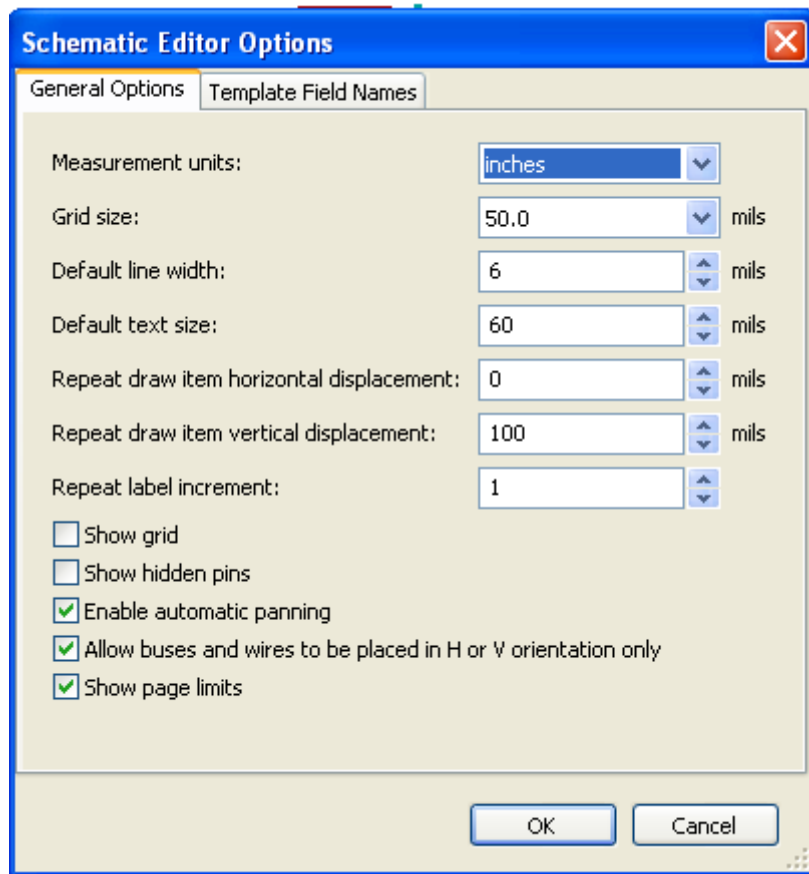 Schematic Editor Options
General Options Template Field Names
Measurement units: inches
Grid size: 50.0 mils
Default line width: 6 mils
Default text size: 60 mils
Repeat draw item horizontal displacement: 0 mils
Repeat draw item vertical displacement: 100 mils
Repeat label increment: 1
Show grid
Show hidden pins
Enable automatic panning
Allow buses and wires to be placed in H or V orientation only
Show page limits
OK Cancel